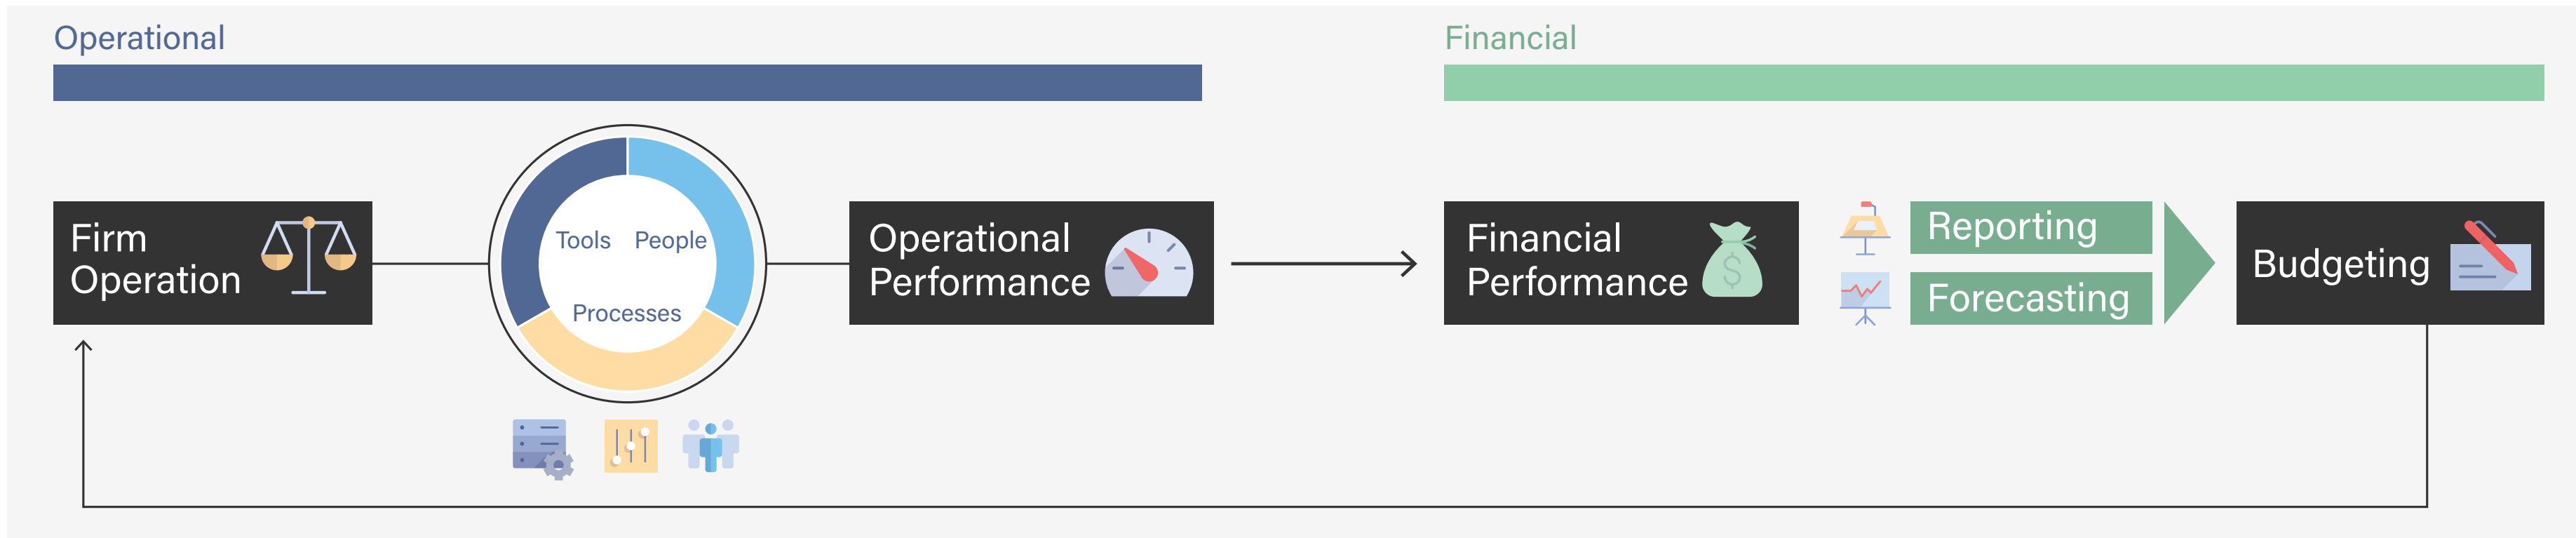 Operational
Financial
Firm
Operation
Tools
People
Processes
Operational
Performance
Financial
Performance
$
Reporting
Forecasting
Budgeting